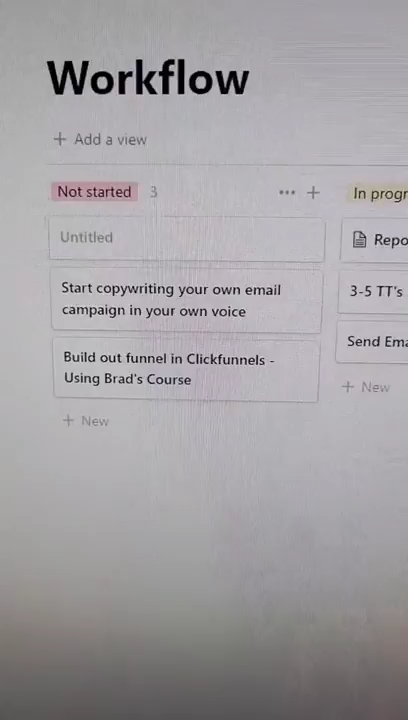 Workflow
+ Add a view
Not started 3 ... +
In progr
Untitled
Repo
Start copywriting your own email
campaign in your own voice
3-5 TT's
Build out funnel in Clickfunnels -
Using Brad's Course
Send Ema
+ New
+ New